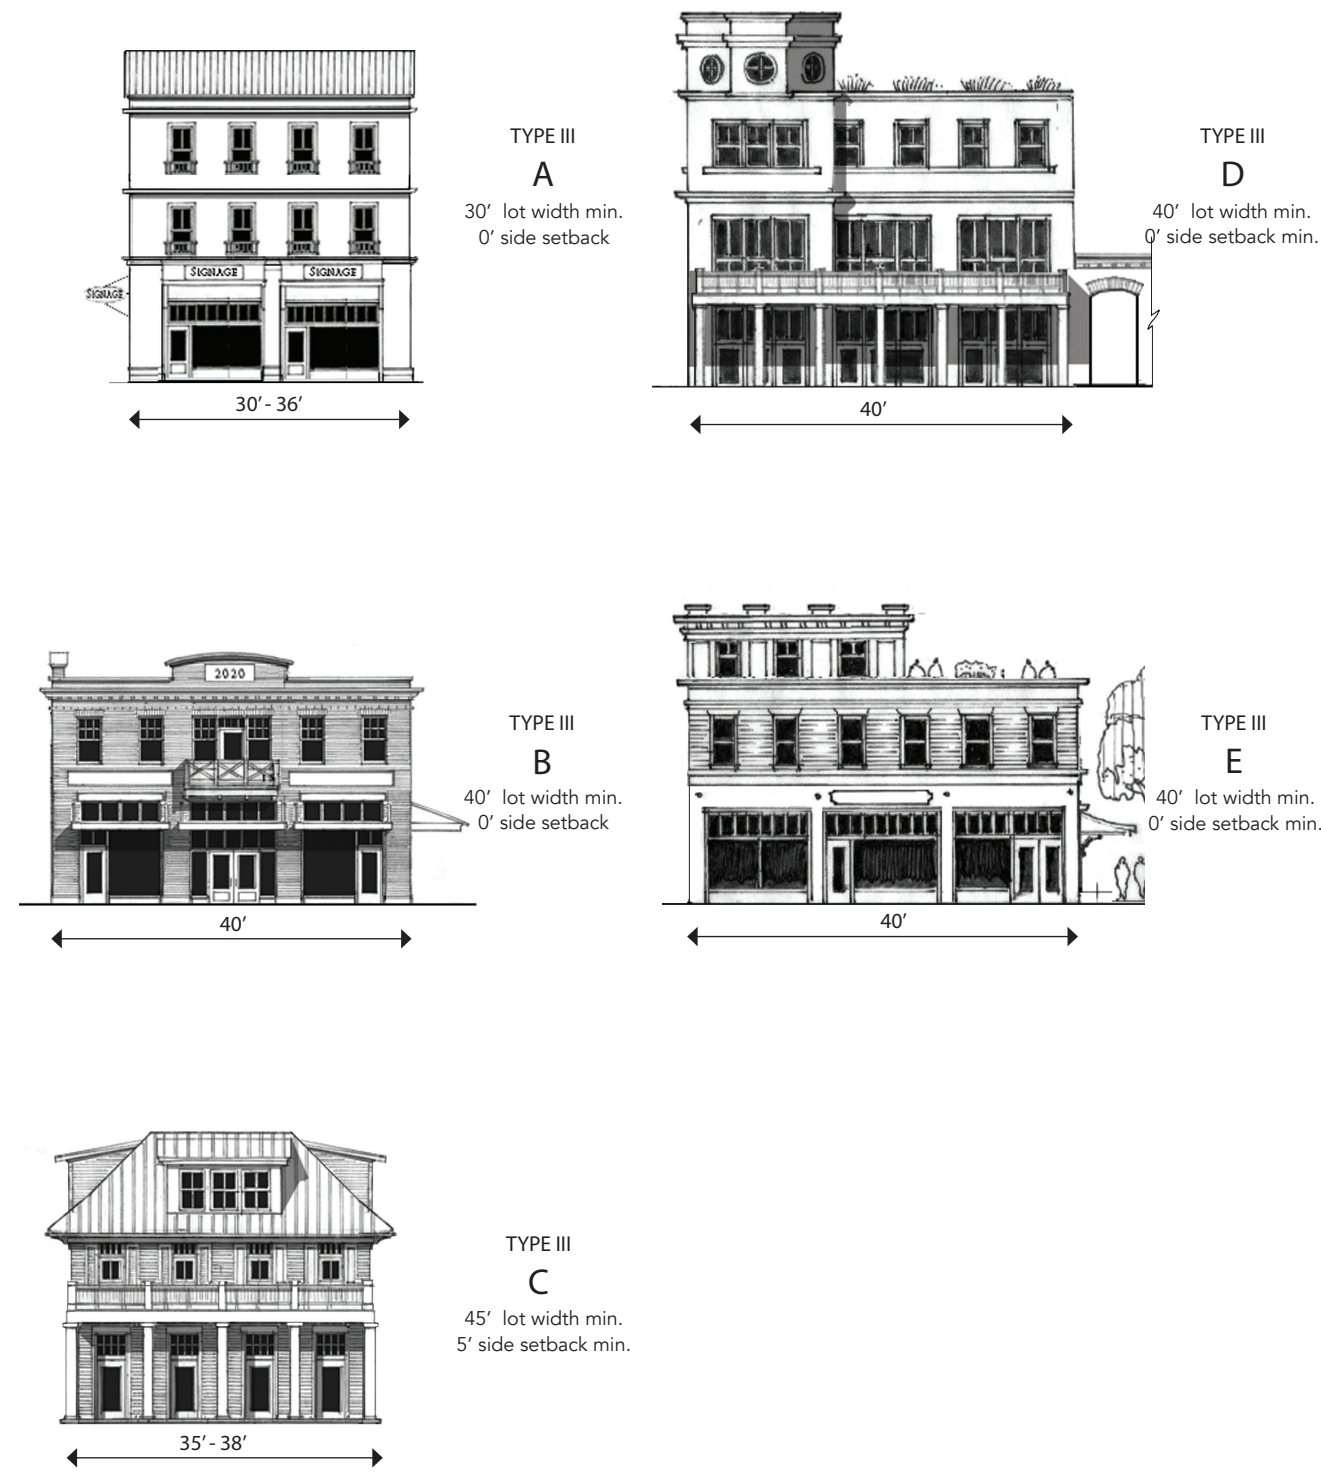 TYPE III
A
30’ lot width min.
0’ side setback
SIGNAGE
SIGNAGE
SIGNAGE
30’ - 36’
TYPE III
D
40’ lot width min.
0’ side setback min.
40’
2020
TYPE III
B
40’ lot width min.
0’ side setback
40’
TYPE III
E
40’ lot width min.
0’ side setback min.
40’
TYPE III
C
45’ lot width min.
5’ side setback min.
35’ - 38’